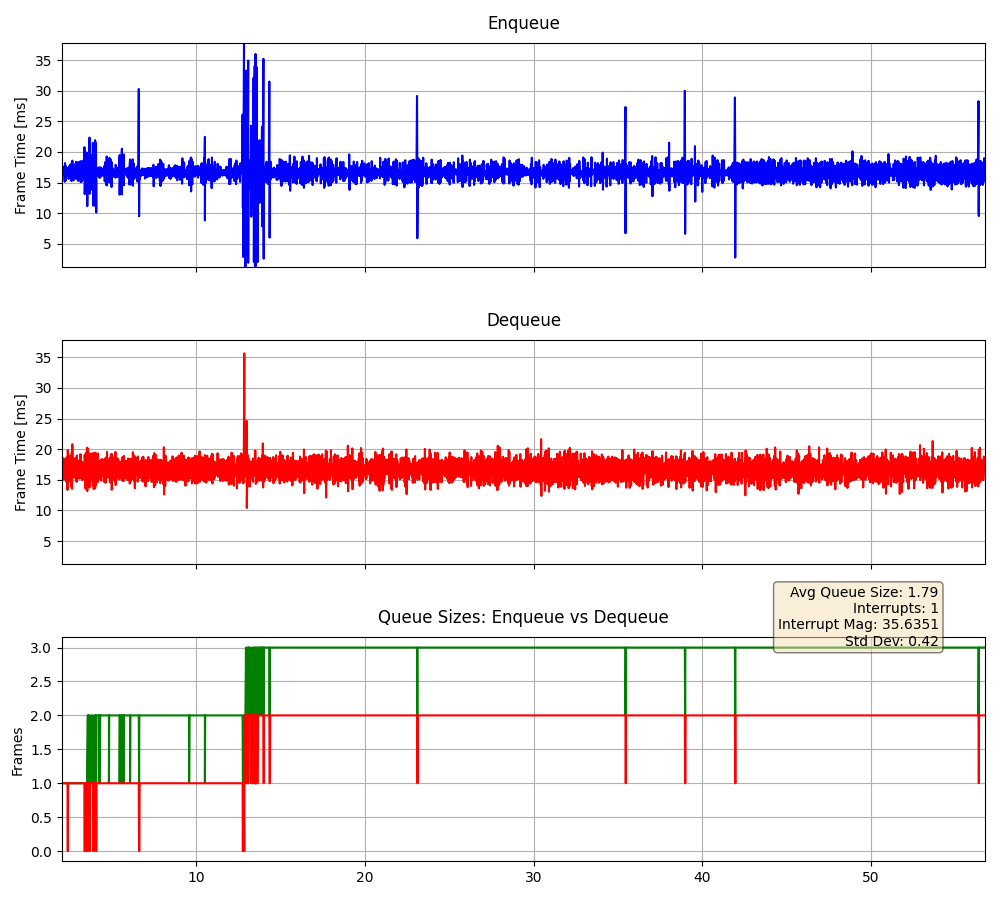 Enqueue
Frame Time [ms]
35
30
25
20
15
10
5
Dequeue
Frame Time [ms]
35
30
25
20
15
10
5
Avg Queue Size: 1.79
Interrupts: 1
Interrupt Mag: 35.6351
Std Dev: 0.42
Queue Sizes: Enqueue vs Dequeue
Frames
3.0
2.5
2.0
1.5
1.0
0.5
0.0
10 20 30 40 50